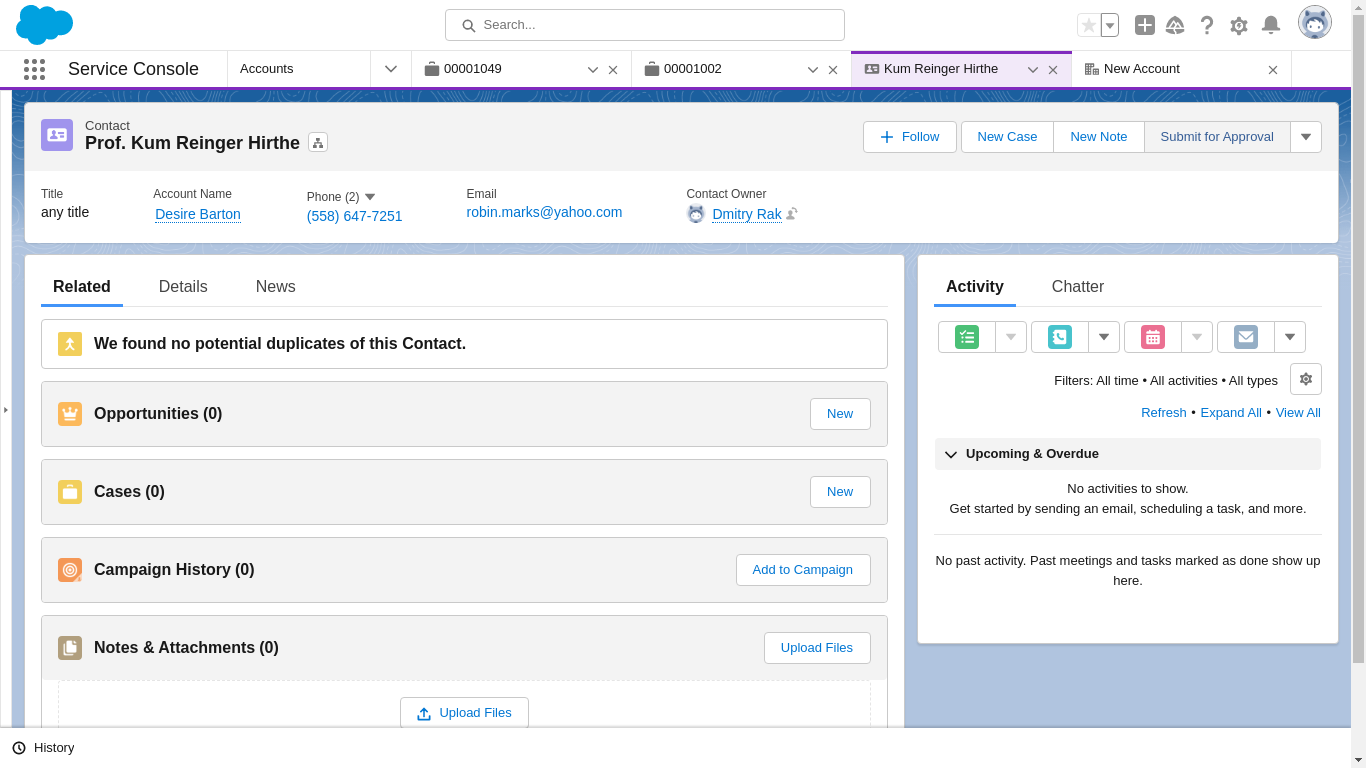 Search...
Service Console
Accounts
00001049
00001002
Kum Reinger Hirthe
New Account
Contact
Prof. Kum Reinger Hirthe
Follow
New Case
New Note
Submit for Approval
Title
any title
Account Name
Desire Barton
Phone (2)
(558) 647-7251
Email
robin.marks@yahoo.com
Contact Owner
Dmitry Rak
Related
Details
News
We found no potential duplicates of this Contact.
Opportunities (0)
New
Cases (0)
New
Campaign History (0)
Add to Campaign
Notes & Attachments (0)
Upload Files
Upload Files
Activity
Chatter
Filters: All time • All activities • All types
Refresh • Expand All • View All
Upcoming & Overdue
No activities to show.
Get started by sending an email, scheduling a task, and more.
No past activity. Past meetings and tasks marked as done show up
here.
History